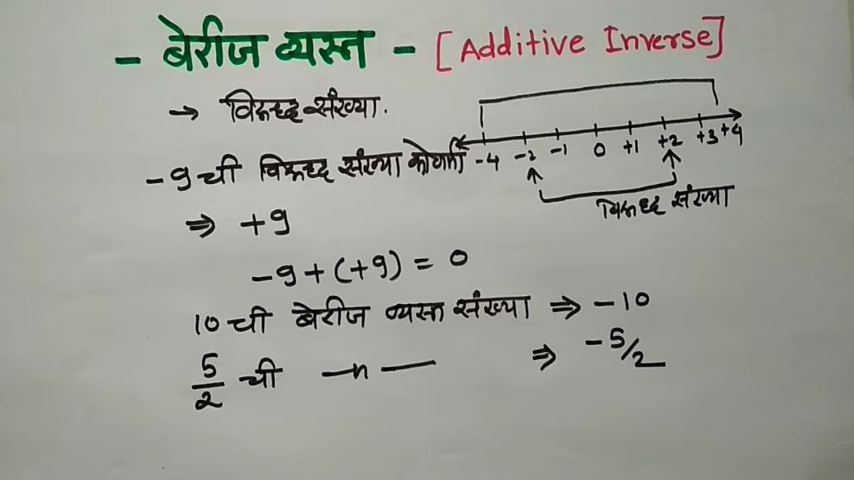 - बेरीज व्यस्त - [Additive Inverse]
→ विरुध्द संख्या.
-4 -2 -1 0 +1 +2 +3 +4
-9 ची विरुध्द संख्या कोणती
विरुध्द संख्या
⇒ +9
-9+(+9) = 0
10 ची बेरीज व्यस्त संख्या ⇒ -10
5/2 ची —"— ⇒ -5/2